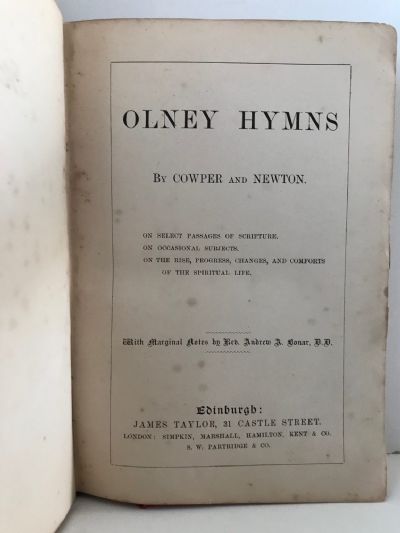 OLNEY HYMNS
BY COWPER AND NEWTON.
ON SELECT PASSAGES OF SCRIPTURE.
ON OCCASIONAL SUBJECTS.
ON THE RISE, PROGRESS, CHANGES, AND COMFORTS
OF THE SPIRITUAL LIFE.
With Marginal Notes by Rev. Andrew A. Bonar, D.D.
Edinburgh:
JAMES TAYLOR, 31 CASTLE STREET.
LONDON: SIMPKIN, MARSHALL, HAMILTON, KENT & CO.
S. W. PARTRIDGE & CO.